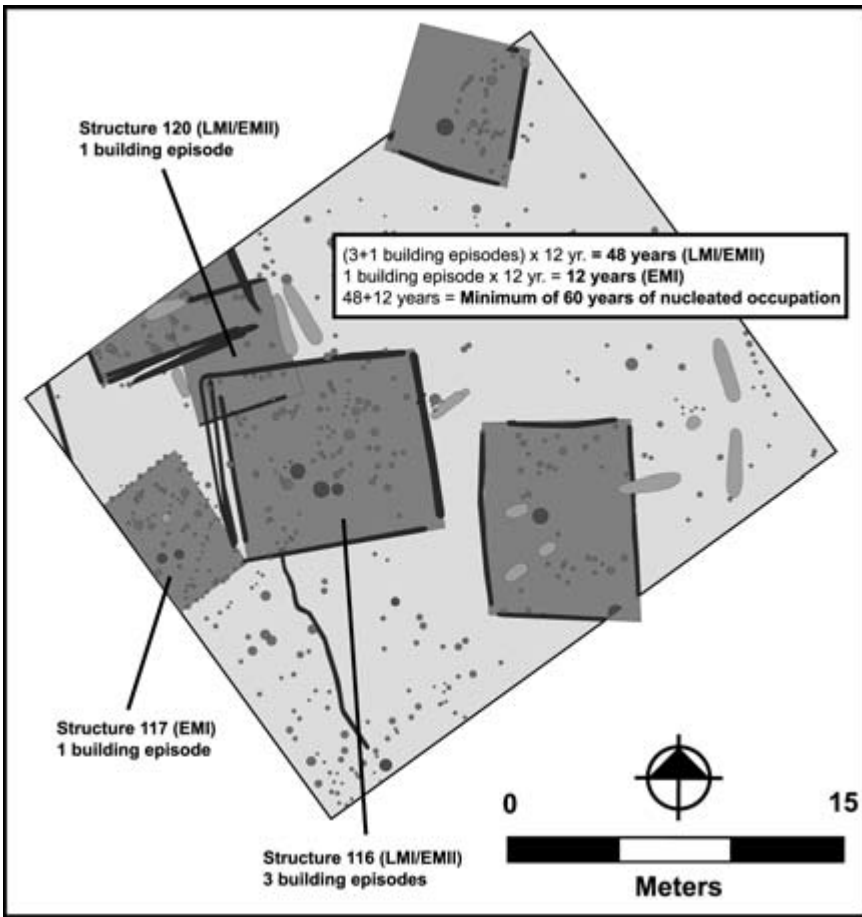 Structure 120 (LMI/EMII)
1 building episode
(3+1 building episodes) x 12 yr. = 48 years (LMI/EMII)
1 building episode x 12 yr. = 12 years (EMI)
48+12 years = Minimum of 60 years of nucleated occupation
Structure 117 (EMI)
1 building episode
Structure 116 (LMI/EMII)
3 building episodes
0 15
Meters